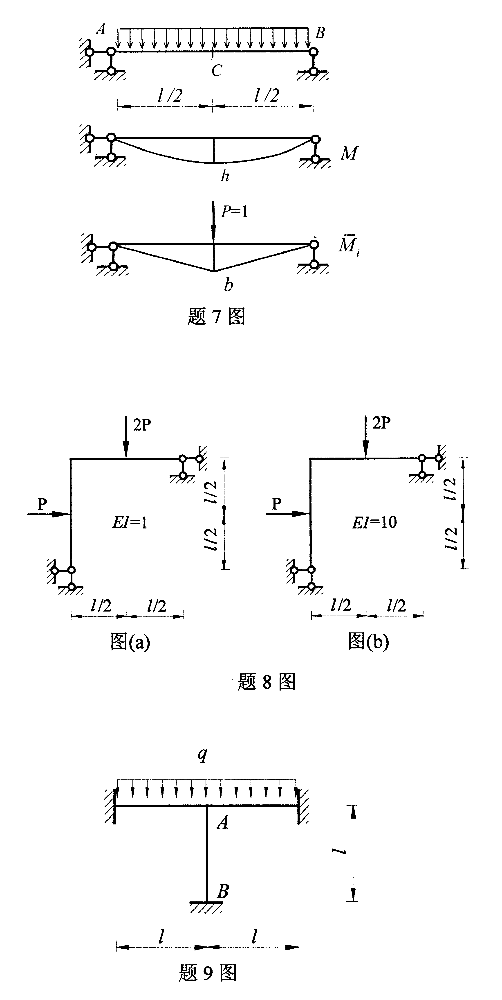 A B
C
l/2 l/2
M
h
P=1
M̄i
b
题 7 图
2P 2P
l/2 l/2
P P
EI=1 EI=10
l/2 l/2
l/2 l/2 l/2 l/2
图(a) 图(b)
题 8 图
q
A
l
B
l l
题 9 图